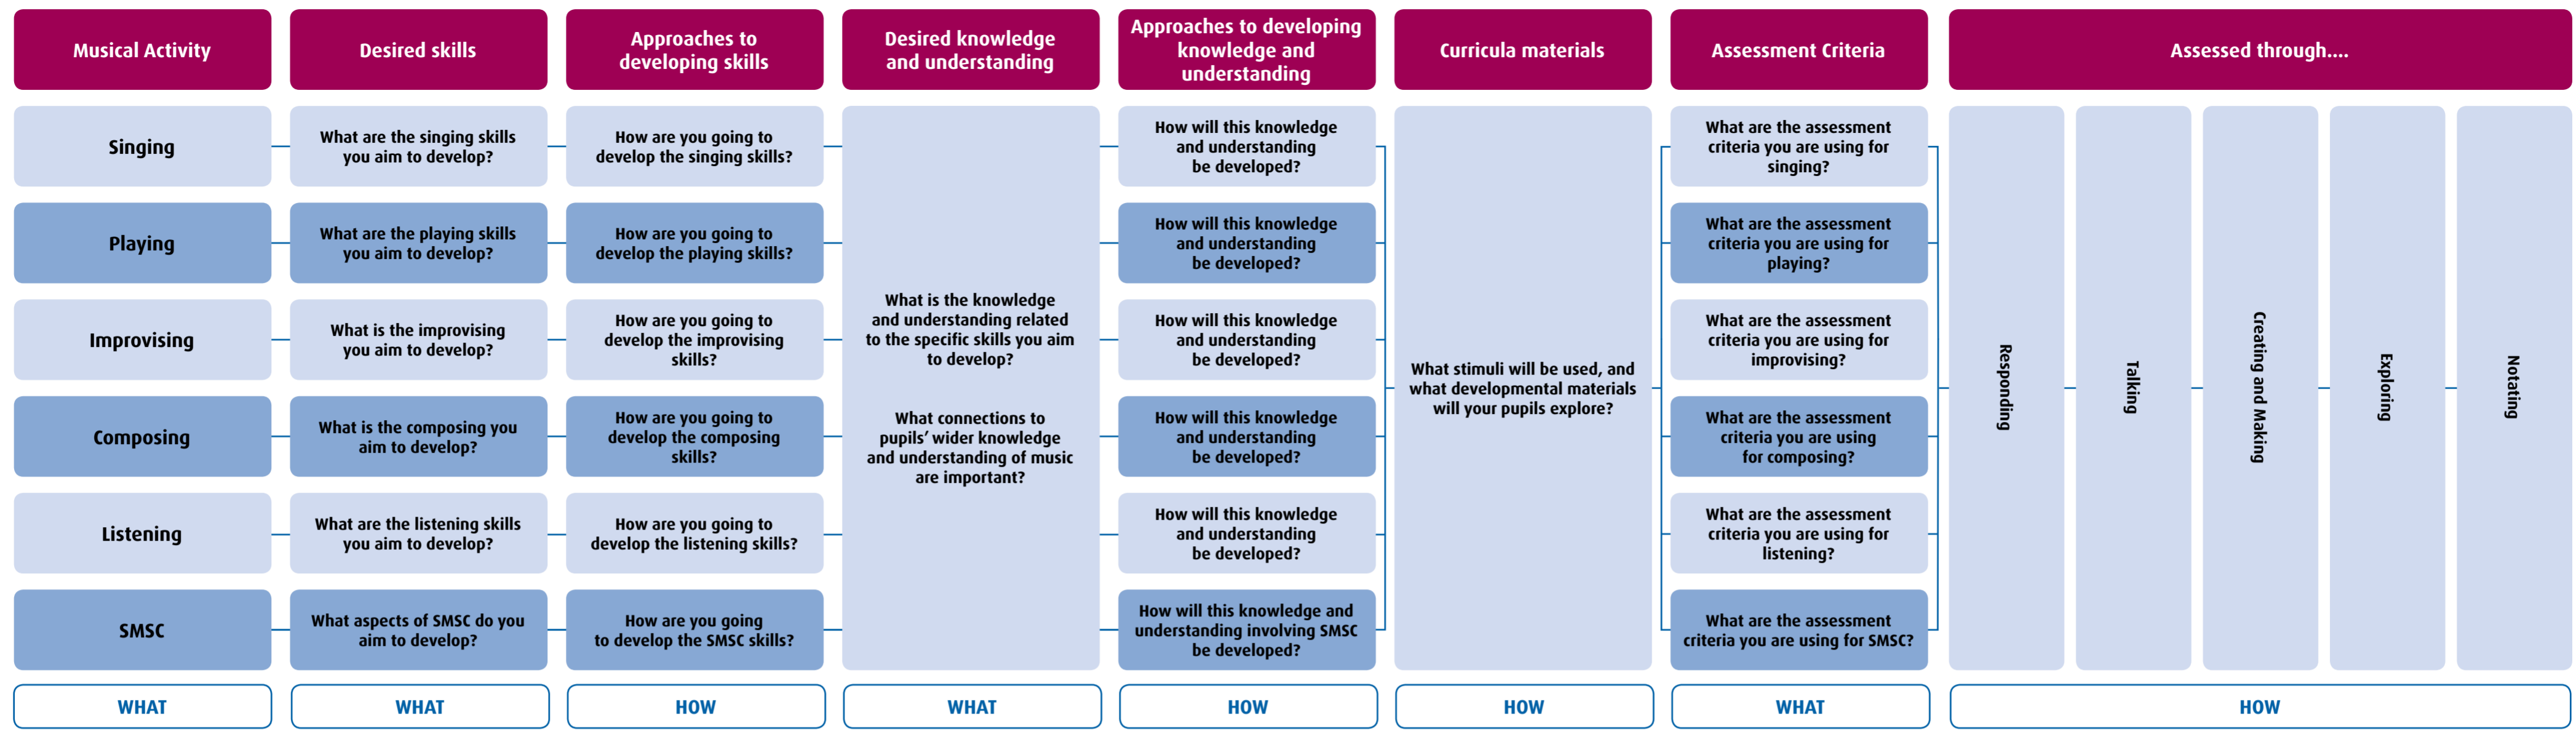 Musical Activity
Desired skills
Approaches to
developing skills
Desired knowledge
and understanding
Approaches to developing
knowledge and
understanding
Curricula materials
Assessment Criteria
Assessed through....
Singing
What are the singing skills
you aim to develop?
How are you going to
develop the singing skills?
What is the knowledge
and understanding related
to the specific skills you aim
to develop?
What connections to
pupils’ wider knowledge
and understanding of music
are important?
How will this knowledge
and understanding
be developed?
What stimuli will be used, and
what developmental materials
will your pupils explore?
What are the assessment
criteria you are using for
singing?
Responding
Talking
Creating and Making
Exploring
Notating
Playing
What are the playing skills
you aim to develop?
How are you going to
develop the playing skills?
How will this knowledge
and understanding
be developed?
What are the assessment
criteria you are using for
playing?
Improvising
What is the improvising
you aim to develop?
How are you going to
develop the improvising
skills?
How will this knowledge
and understanding
be developed?
What are the assessment
criteria you are using for
improvising?
Composing
What is the composing you
aim to develop?
How are you going to
develop the composing
skills?
How will this knowledge
and understanding
be developed?
What are the assessment
criteria you are using
for composing?
Listening
What are the listening skills
you aim to develop?
How are you going to
develop the listening skills?
How will this knowledge
and understanding
be developed?
What are the assessment
criteria you are using for
listening?
SMSC
What aspects of SMSC do you
aim to develop?
How are you going
to develop the SMSC skills?
How will this knowledge and
understanding involving SMSC
be developed?
What are the assessment
criteria you are using for SMSC?
WHAT
WHAT
HOW
WHAT
HOW
HOW
WHAT
HOW